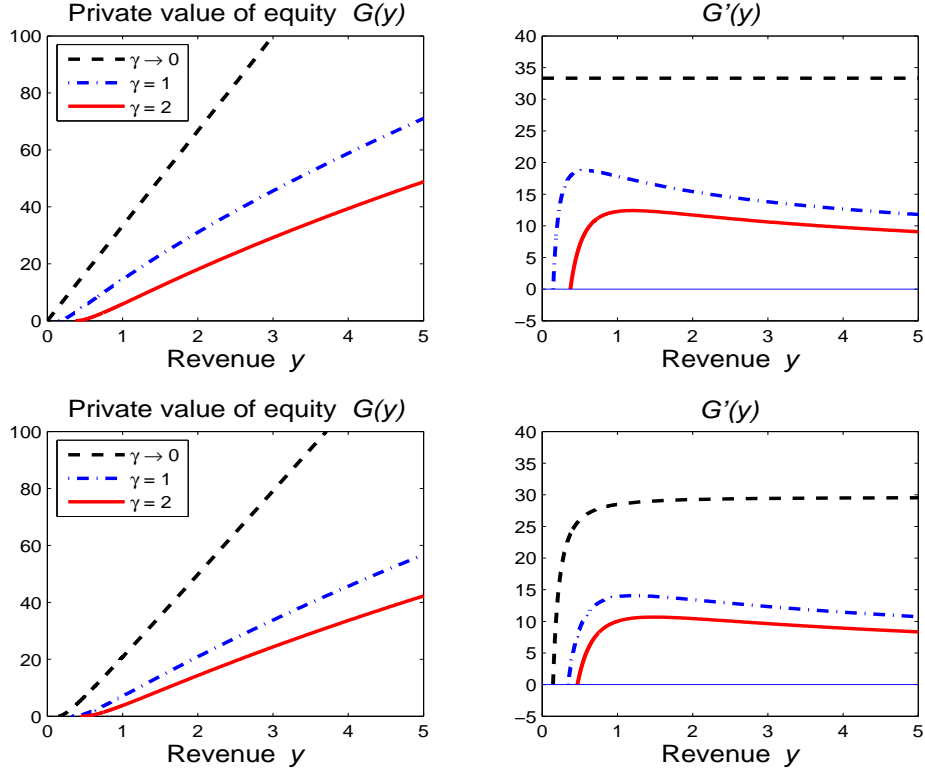 Private value of equity G(y)
100
80
60
40
20
0
γ → 0
γ = 1
γ = 2
0 1 2 3 4 5
Revenue y
G'(y)
40
35
30
25
20
15
10
5
0
−5
0 1 2 3 4 5
Revenue y
Private value of equity G(y)
100
80
60
40
20
0
γ → 0
γ = 1
γ = 2
0 1 2 3 4 5
Revenue y
G'(y)
40
35
30
25
20
15
10
5
0
−5
0 1 2 3 4 5
Revenue y